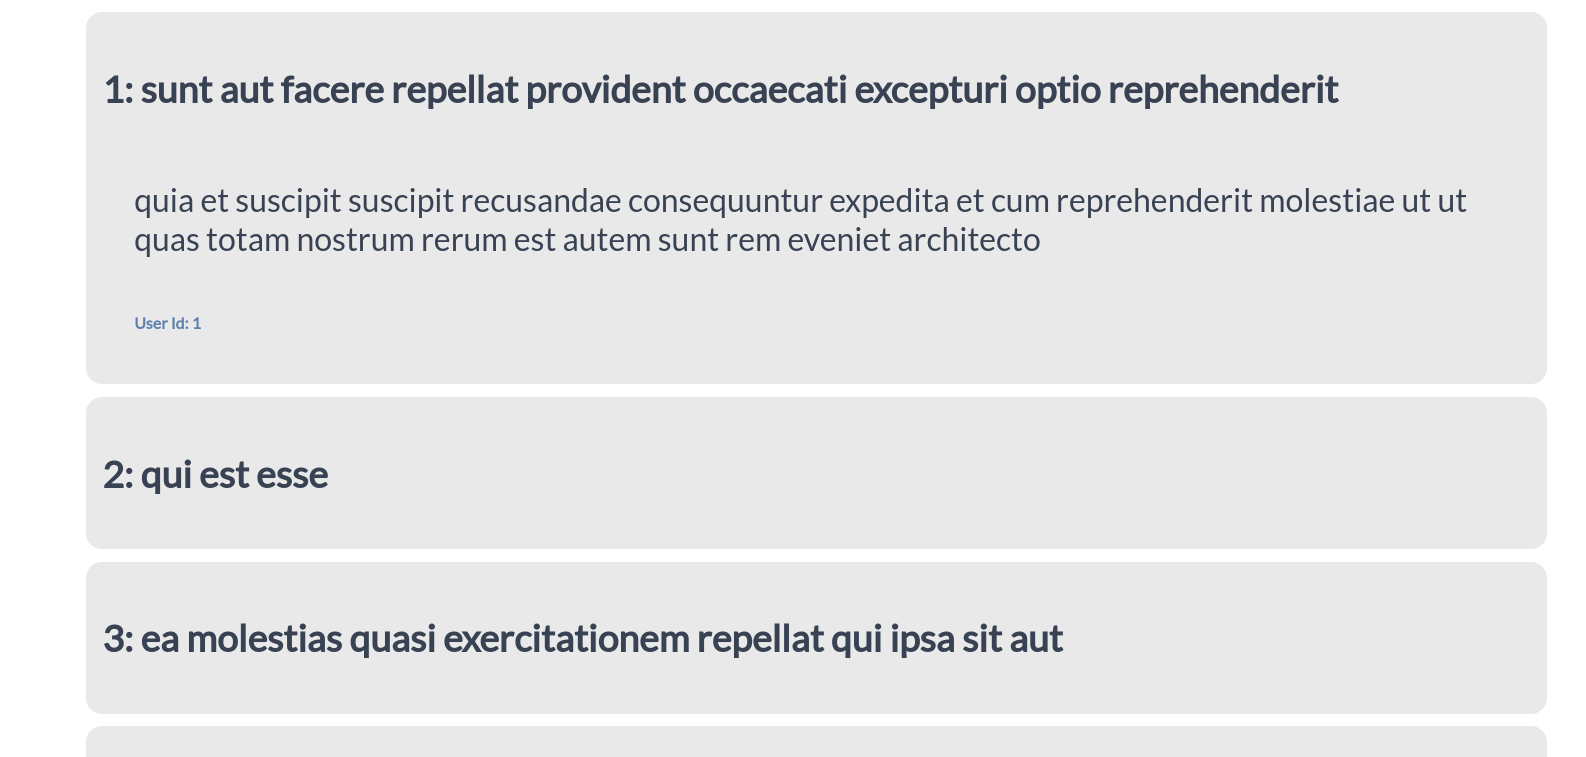 1: sunt aut facere repellat provident occaecati excepturi optio reprehenderit
quia et suscipit suscipit recusandae consequuntur expedita et cum reprehenderit molestiae ut ut
quas totam nostrum rerum est autem sunt rem eveniet architecto
User Id: 1
2: qui est esse
3: ea molestias quasi exercitationem repellat qui ipsa sit aut